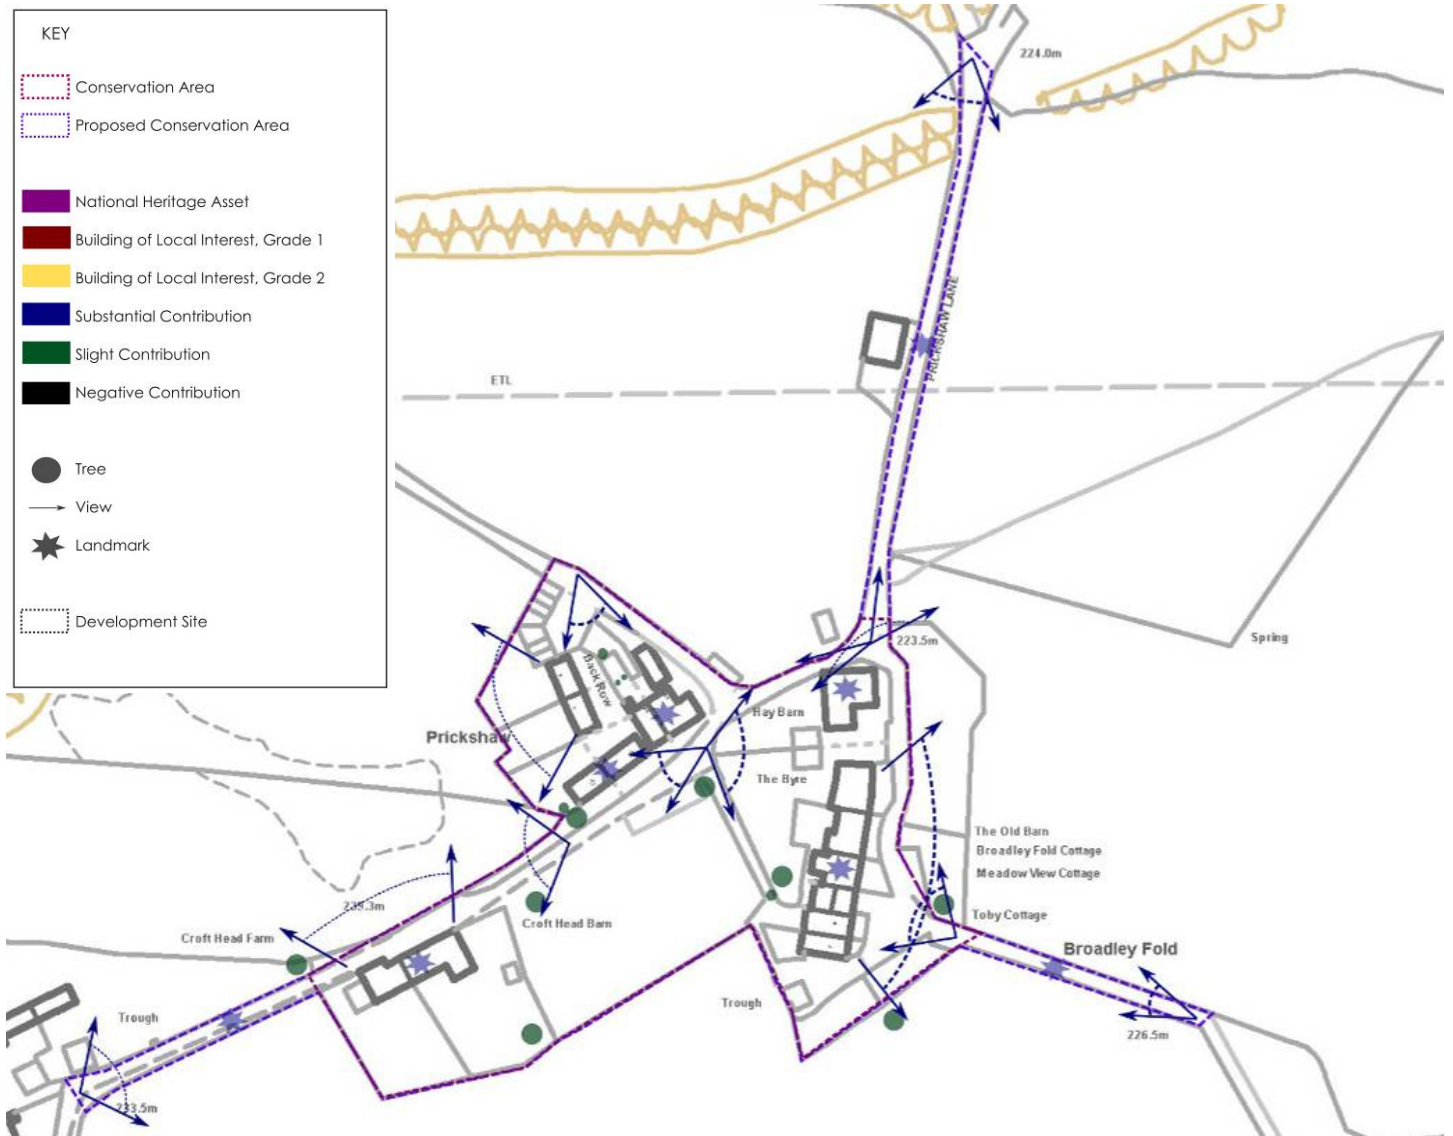 KEY
Conservation Area
Proposed Conservation Area
National Heritage Asset
Building of Local Interest, Grade 1
Building of Local Interest, Grade 2
Substantial Contribution
Slight Contribution
Negative Contribution
Tree
View
Landmark
Development Site
224.0m
PRICKSHAW LANE
ETL
Spring
223.5m
Back Row
Prickshaw
Hay Barn
The Byre
The Old Barn
Broadley Fold Cottage
Meadow View Cottage
Toby Cottage
Broadley Fold
239.3m
Croft Head Barn
Croft Head Farm
Trough
Trough
226.5m
233.5m